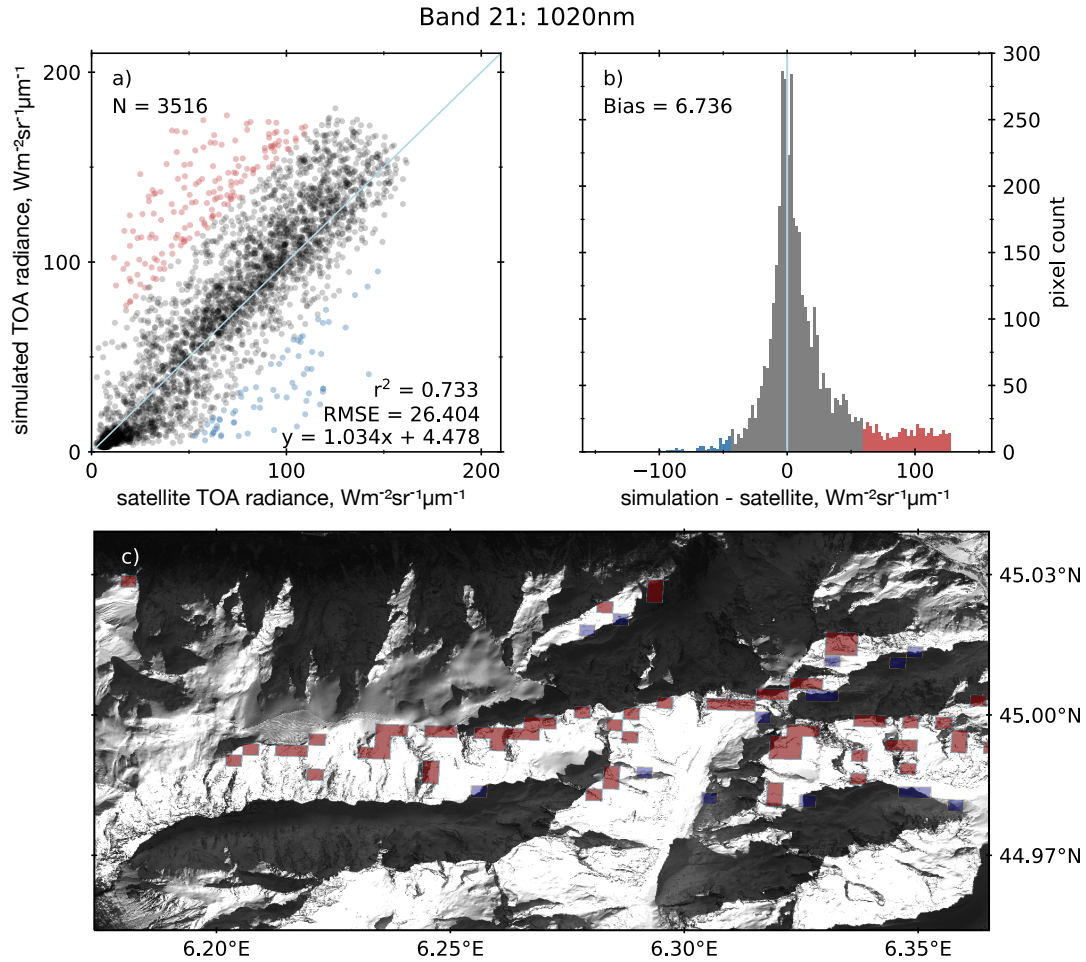 Band 21: 1020nm
a)
N = 3516
simulated TOA radiance, Wm⁻²sr⁻¹µm⁻¹
200
100
0
r² = 0.733
RMSE = 26.404
y = 1.034x + 4.478
0
100
200
satellite TOA radiance, Wm⁻²sr⁻¹µm⁻¹
b)
Bias = 6.736
300
250
200
150
100
50
0
pixel count
−100
0
100
simulation - satellite, Wm⁻²sr⁻¹µm⁻¹
c)
45.03°N
45.00°N
44.97°N
6.20°E
6.25°E
6.30°E
6.35°E